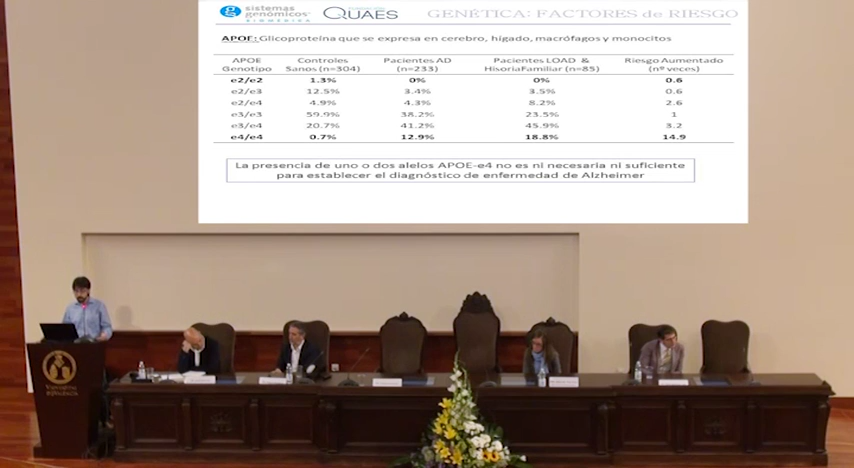 sistemas
genómicos
BIOMÉDICA
QUAES
GENÉTICA: FACTORES de RIESGO
APOE: Glicoproteína que se expresa en cerebro, hígado, macrófagos y monocitos
APOE Genotipo Controles Sanos (n=304) Pacientes AD (n=233) Pacientes LOAD & HisoriaFamiliar (n=85) Riesgo Aumentado (nº veces)
e2/e2 1.3% 0% 0% 0.6
e2/e3 12.5% 3.4% 3.5% 0.6
e2/e4 4.9% 4.3% 8.2% 2.6
e3/e3 59.9% 38.2% 23.5% 1
e3/e4 20.7% 41.2% 45.9% 3.2
e4/e4 0.7% 12.9% 18.8% 14.9
La presencia de uno o dos alelos APOE-e4 no es ni necesaria ni suficiente
para establecer el diagnóstico de enfermedad de Alzheimer